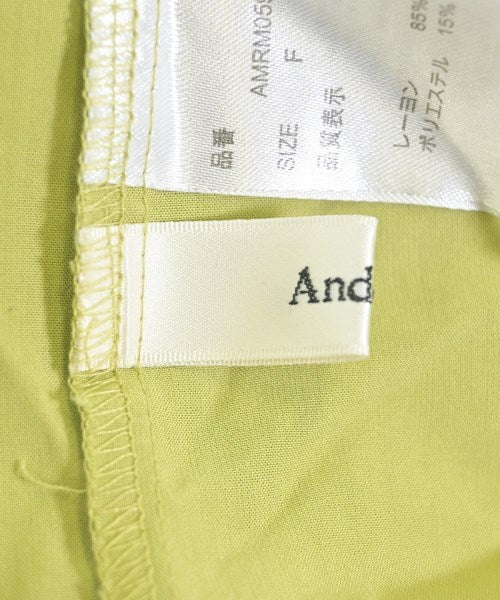 品番 AMRM05
SIZE F
品質表示
レーヨン 85%
ポリエステル 15%
And